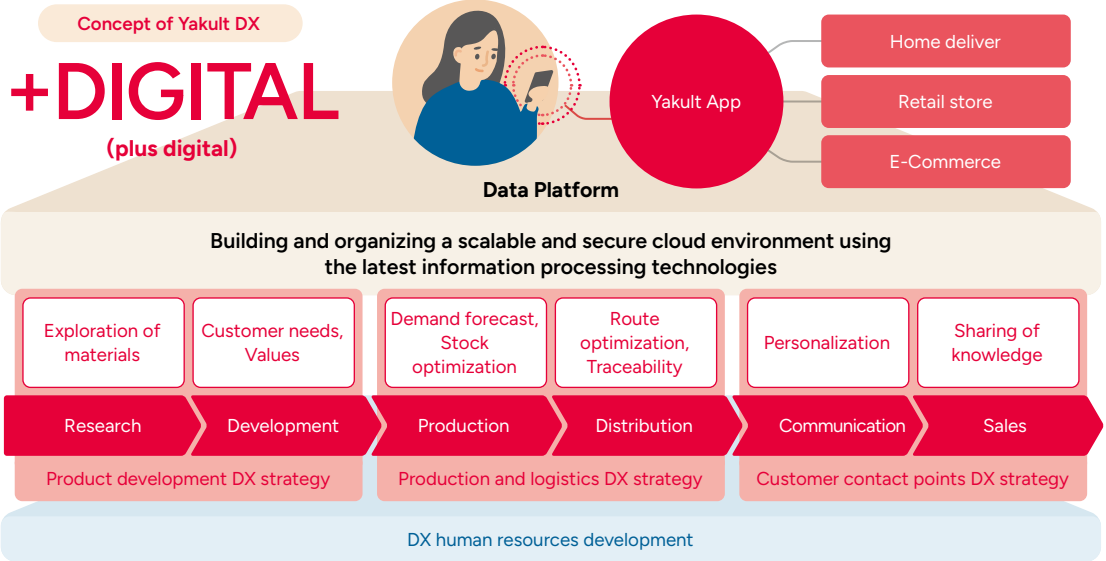 Concept of Yakult DX
+DIGITAL
(plus digital)
Yakult App
Home deliver
Retail store
E-Commerce
Data Platform
Building and organizing a scalable and secure cloud environment using
the latest information processing technologies
Exploration of
materials
Customer needs,
Values
Demand forecast,
Stock
optimization
Route
optimization,
Traceability
Personalization
Sharing of
knowledge
Research
Development
Production
Distribution
Communication
Sales
Product development DX strategy
Production and logistics DX strategy
Customer contact points DX strategy
DX human resources development